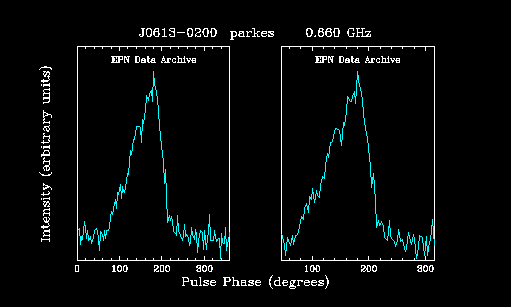 J0613-0200 parkes 0.660 GHz
EPN Data Archive EPN Data Archive
Intensity (arbitrary units)
0 100 200 300 100 200 300
Pulse Phase (degrees)